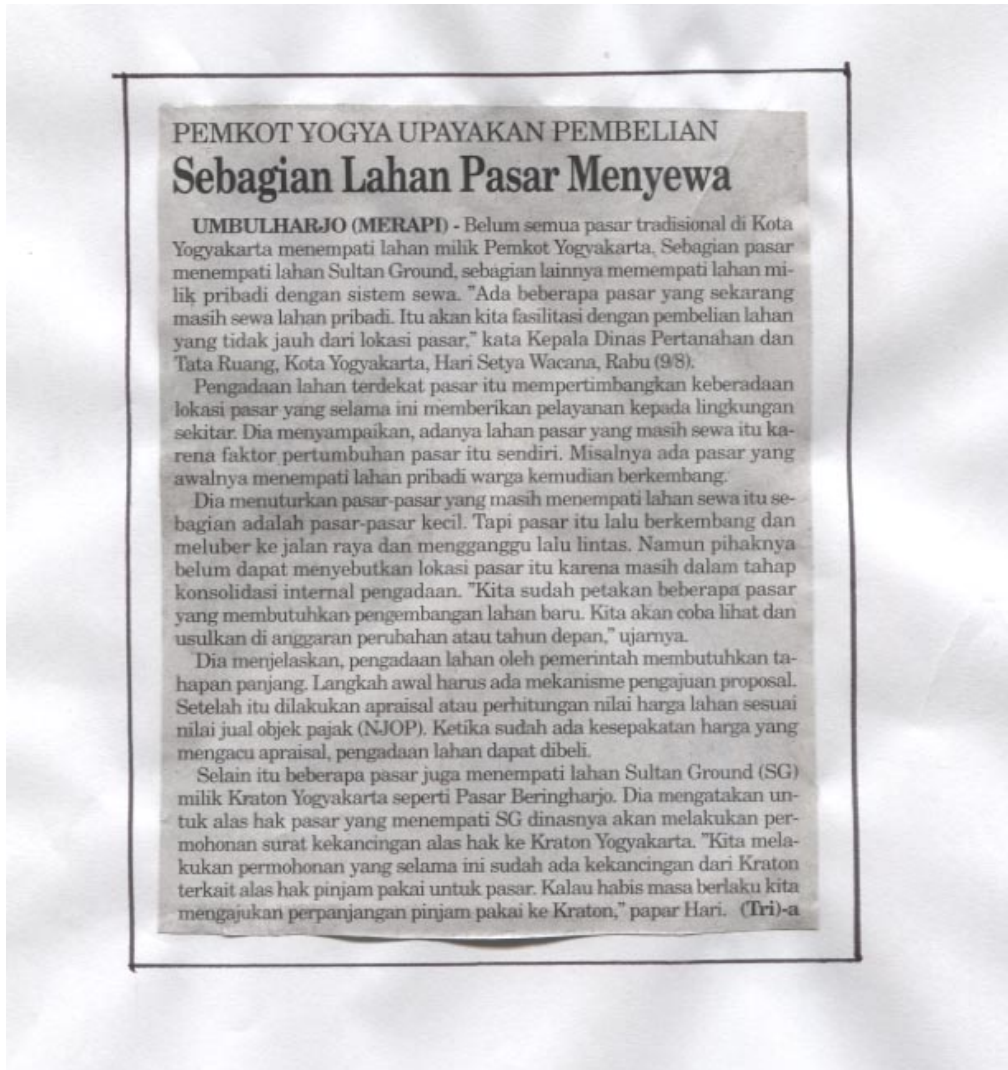 PEMKOT YOGYA UPAYAKAN PEMBELIAN
Sebagian Lahan Pasar Menyewa
UMBULHARJO (MERAPI) - Belum semua pasar tradisional di Kota
Yogyakarta menempati lahan milik Pemkot Yogyakarta. Sebagian pasar
menempati lahan Sultan Ground, sebagian lainnya memempati lahan mi-
lik pribadi dengan sistem sewa. "Ada beberapa pasar yang sekarang
masih sewa lahan pribadi. Itu akan kita fasilitasi dengan pembelian lahan
yang tidak jauh dari lokasi pasar," kata Kepala Dinas Pertanahan dan
Tata Ruang, Kota Yogyakarta, Hari Setya Wacana, Rabu (9/8).
Pengadaan lahan terdekat pasar itu mempertimbangkan keberadaan
lokasi pasar yang selama ini memberikan pelayanan kepada lingkungan
sekitar. Dia menyampaikan, adanya lahan pasar yang masih sewa itu ka-
rena faktor pertumbuhan pasar itu sendiri. Misalnya ada pasar yang
awalnya menempati lahan pribadi warga kemudian berkembang.
Dia menuturkan pasar-pasar yang masih menempati lahan sewa itu se-
bagian adalah pasar-pasar kecil. Tapi pasar itu lalu berkembang dan
meluber ke jalan raya dan mengganggu lalu lintas. Namun pihaknya
belum dapat menyebutkan lokasi pasar itu karena masih dalam tahap
konsolidasi internal pengadaan. "Kita sudah petakan beberapa pasar
yang membutuhkan pengembangan lahan baru. Kita akan coba lihat dan
usulkan di anggaran perubahan atau tahun depan," ujarnya.
Dia menjelaskan, pengadaan lahan oleh pemerintah membutuhkan ta-
hapan panjang. Langkah awal harus ada mekanisme pengajuan proposal.
Setelah itu dilakukan apraisal atau perhitungan nilai harga lahan sesuai
nilai jual objek pajak (NJOP). Ketika sudah ada kesepakatan harga yang
mengacu apraisal, pengadaan lahan dapat dibeli.
Selain itu beberapa pasar juga menempati lahan Sultan Ground (SG)
milik Kraton Yogyakarta seperti Pasar Beringharjo. Dia mengatakan un-
tuk alas hak pasar yang menempati SG dinasnya akan melakukan per-
mohonan surat kekancingan alas hak ke Kraton Yogyakarta. "Kita mela-
kukan permohonan yang selama ini sudah ada kekancingan dari Kraton
terkait alas hak pinjam pakai untuk pasar. Kalau habis masa berlaku kita
mengajukan perpanjangan pinjam pakai ke Kraton," papar Hari. (Tri)-a